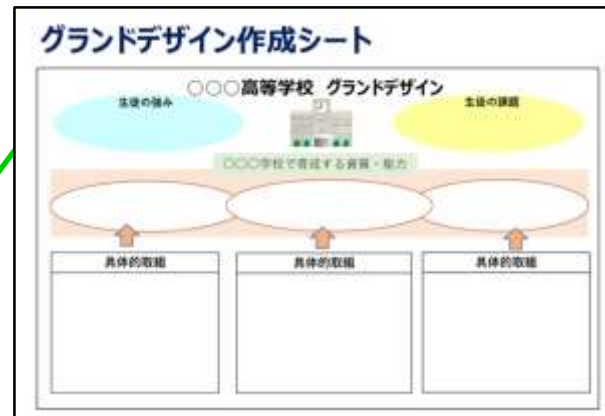 グランドデザイン作成シート
○○○高等学校 グランドデザイン
生徒の強み
生徒の課題
○○○学校で育成する資質・能力
具体的取組
具体的取組
具体的取組